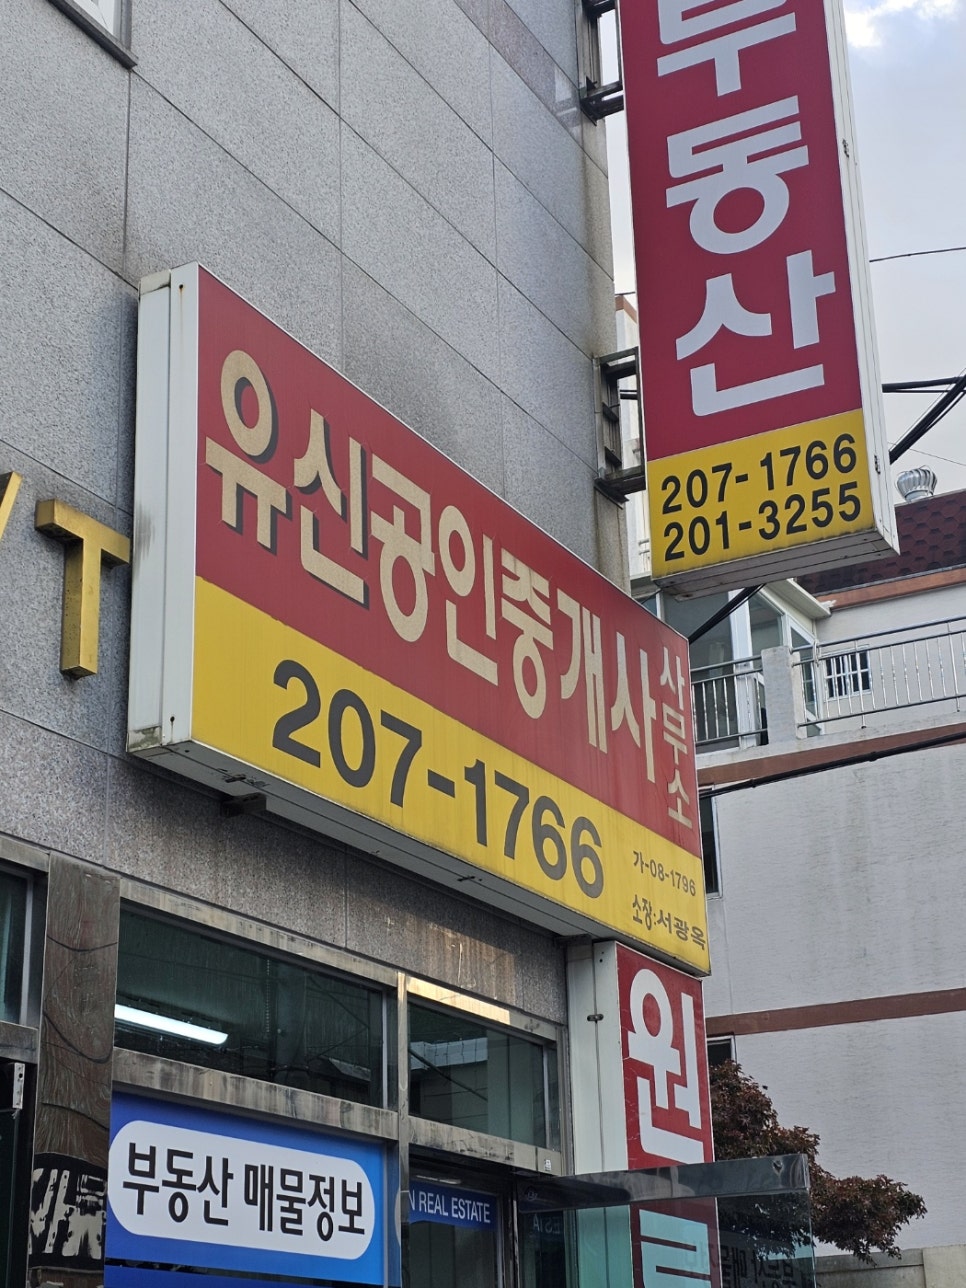 부동산
207-1766
201-3255
유신공인중개사
사무소
207-1766
가-08-1796
소장:서광옥
원
T
부동산 매물정보
N REAL ESTATE